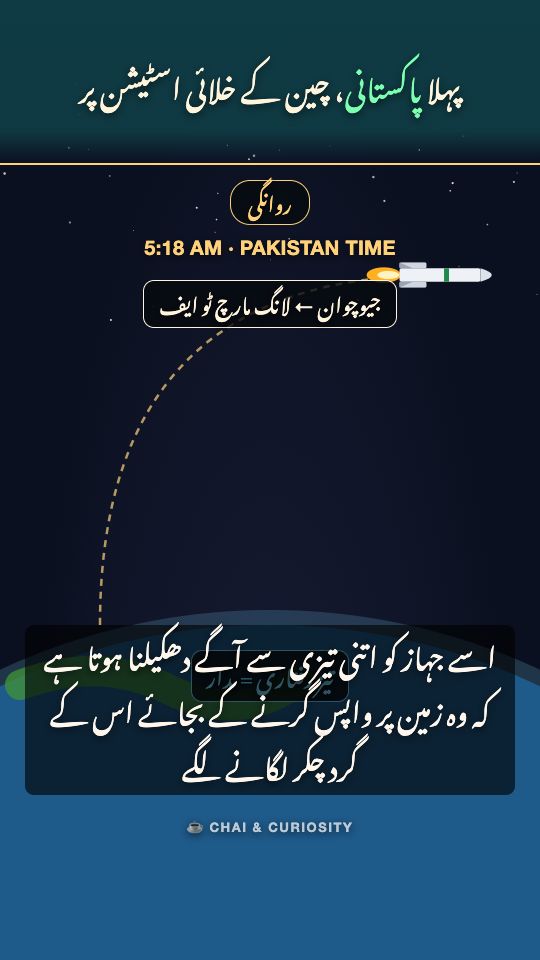 پہلا پاکستانی، چین کے خلائی اسٹیشن پر
روانگی
5:18 AM · PAKISTAN TIME
جیوچوان ← لانگ مارچ ٹو ایف
اسے جہاز کو اتنی تیزی سے آگے دھکیلنا ہوتا ہے
کہ وہ زمین پر واپس گرنے کے بجائے اس کے
گرد چکر لگانے لگے
CHAI & CURIOSITY